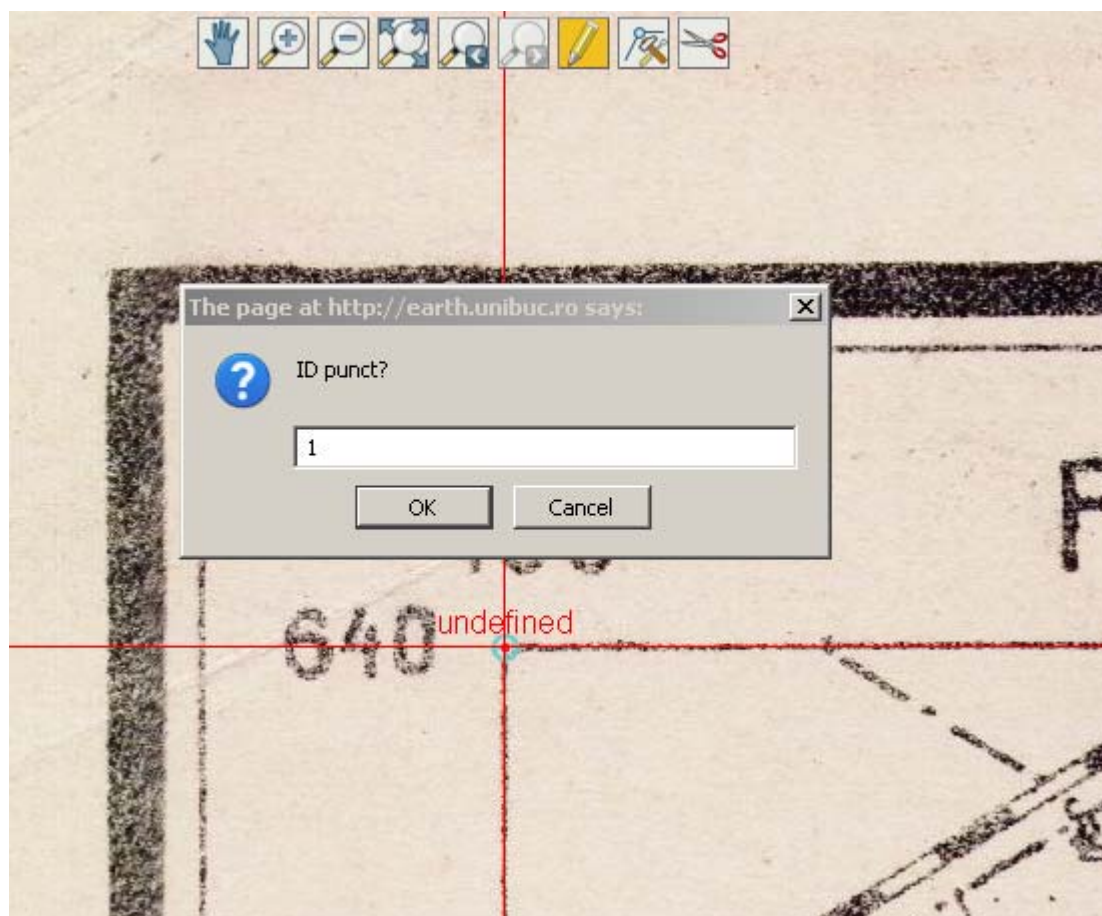 The page at http://earth.unibuc.ro says:
ID punct?
1
OK Cancel
F
640
undefined